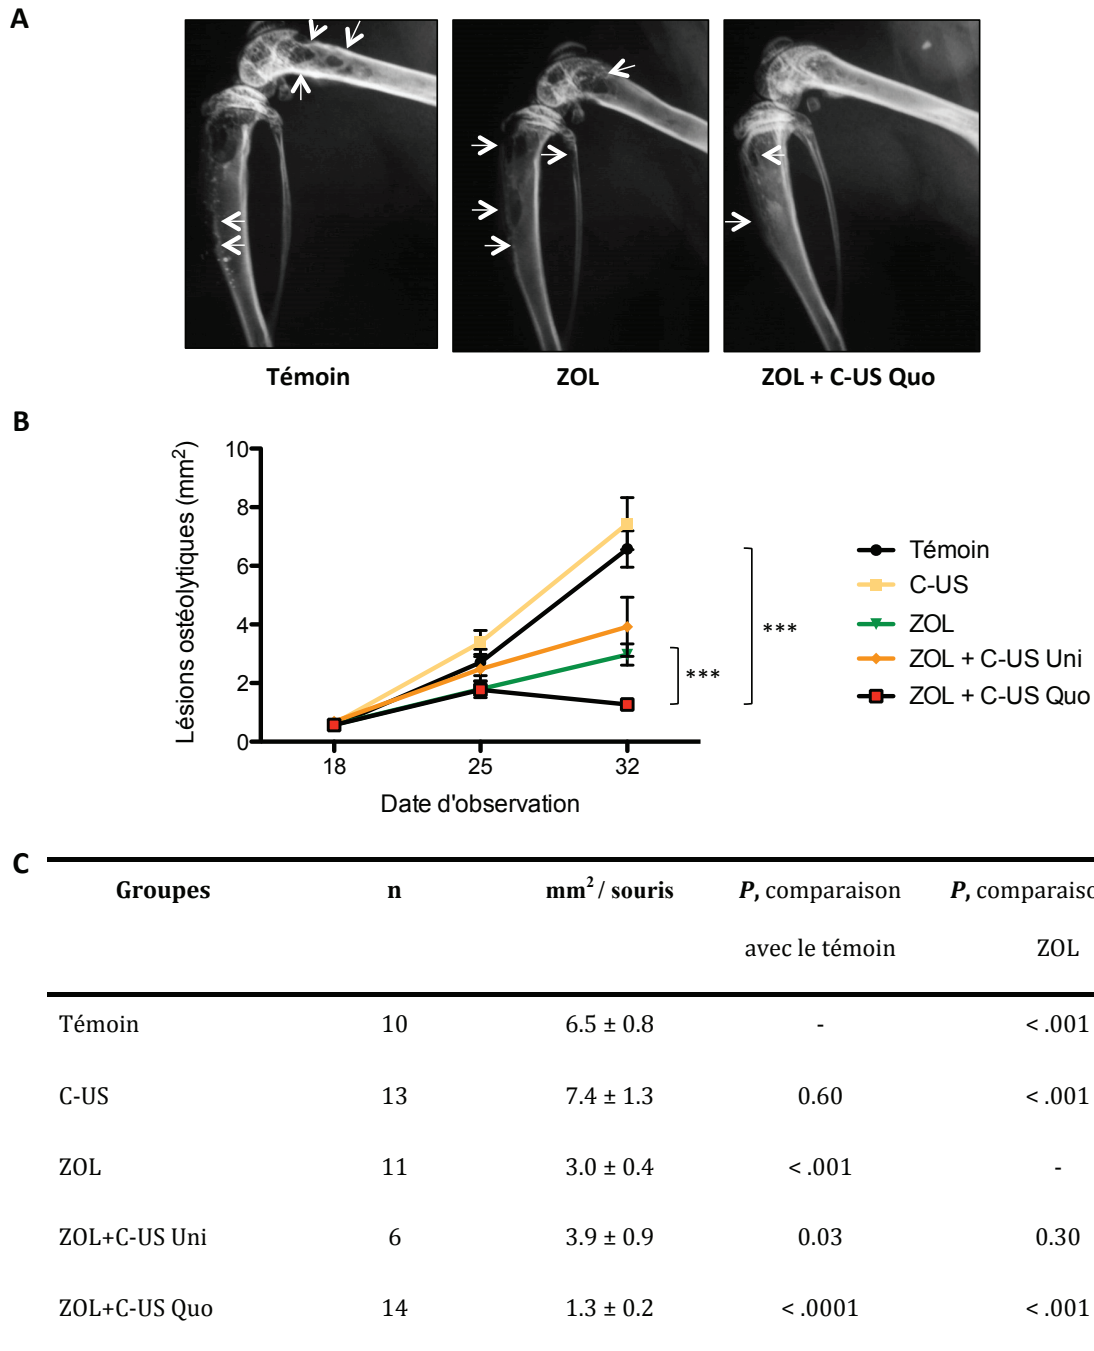 A
Témoin
ZOL
ZOL + C-US Quo
B
Lésions ostéolytiques (mm²)
10
8
6
4
2
0
18
25
32
Date d'observation
***
***
Témoin
C-US
ZOL
ZOL + C-US Uni
ZOL + C-US Quo
C
Groupes n mm² / souris P, comparaison P,
avec le témoin ZOL
Témoin 10 6.5 ± 0.8 - < .001
C-US 13 7.4 ± 1.3 0.60 < .001
ZOL 11 3.0 ± 0.4 < .001 -
ZOL+C-US Uni 6 3.9 ± 0.9 0.03 0.30
ZOL+C-US Quo 14 1.3 ± 0.2 < .0001 < .001